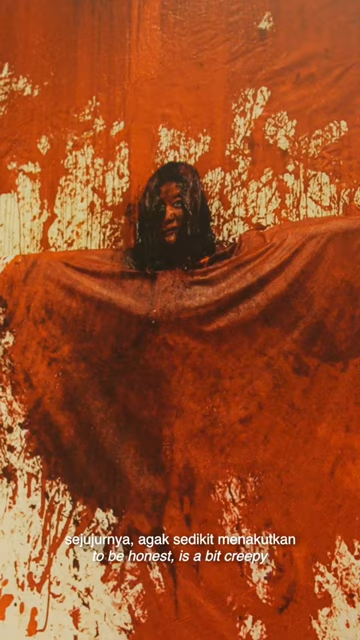 sejujurnya, agak sedikit menakutkan
to be honest, is a bit creepy